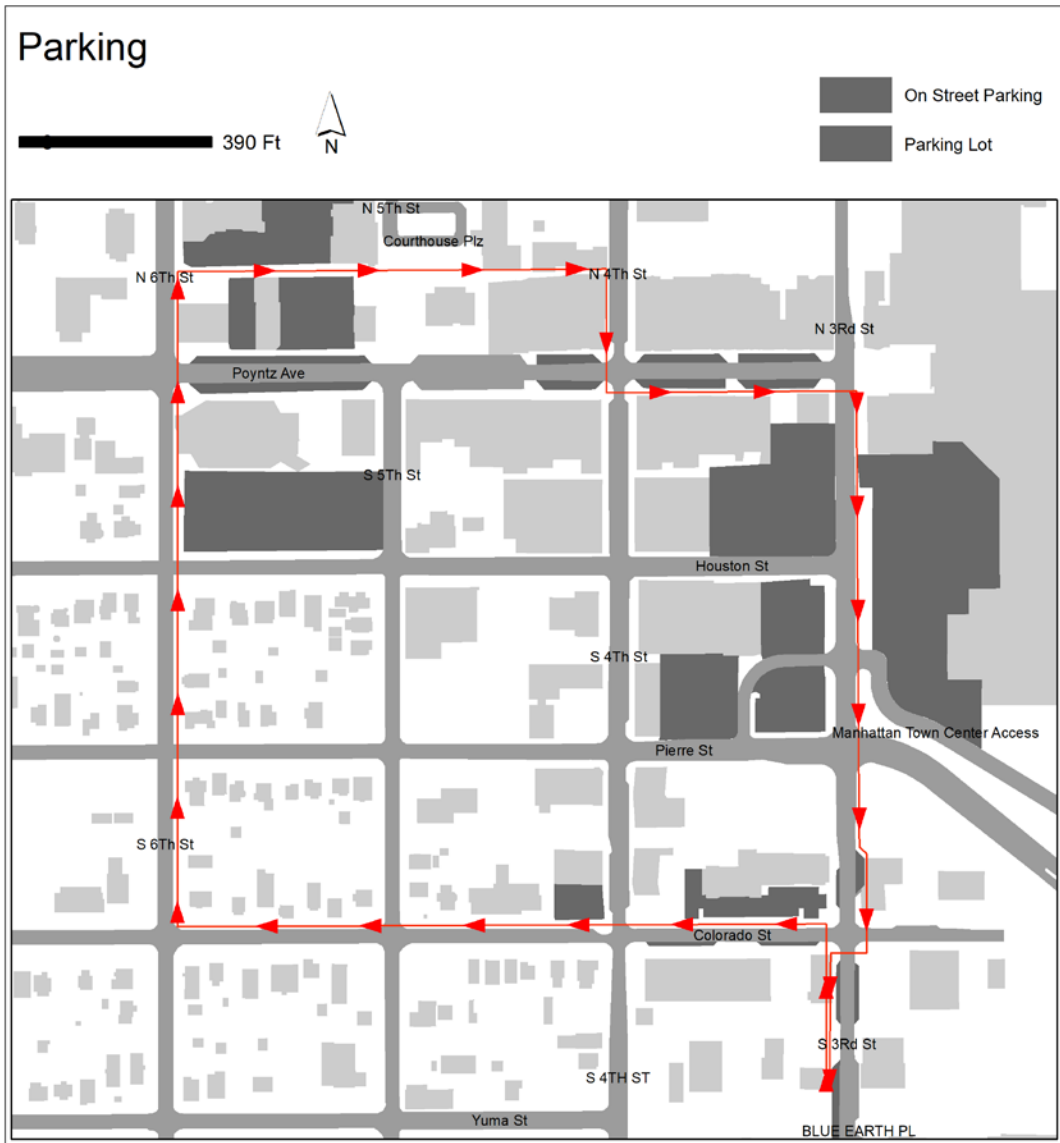 Parking
390 Ft
N
On Street Parking
Parking Lot
N 5Th St
Courthouse Plz
N 6Th St
N 4Th St
N 3Rd St
Poyntz Ave
S 5Th St
Houston St
S 4Th St
Manhattan Town Center Access
Pierre St
S 6Th St
Colorado St
S 3Rd St
S 4TH ST
Yuma St
BLUE EARTH PL